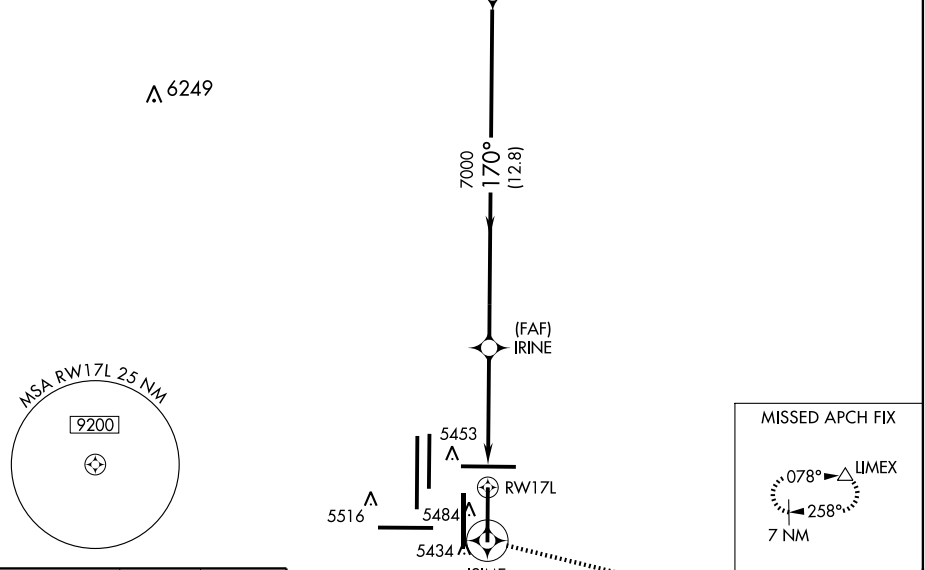 6249
7000
170°
(12.8)
(FAF)
IRINE
MSA RW17L 25 NM
9200
5453
RW17L
5516
5484
5434
MISSED APCH FIX
078°
LIMEX
258°
7 NM